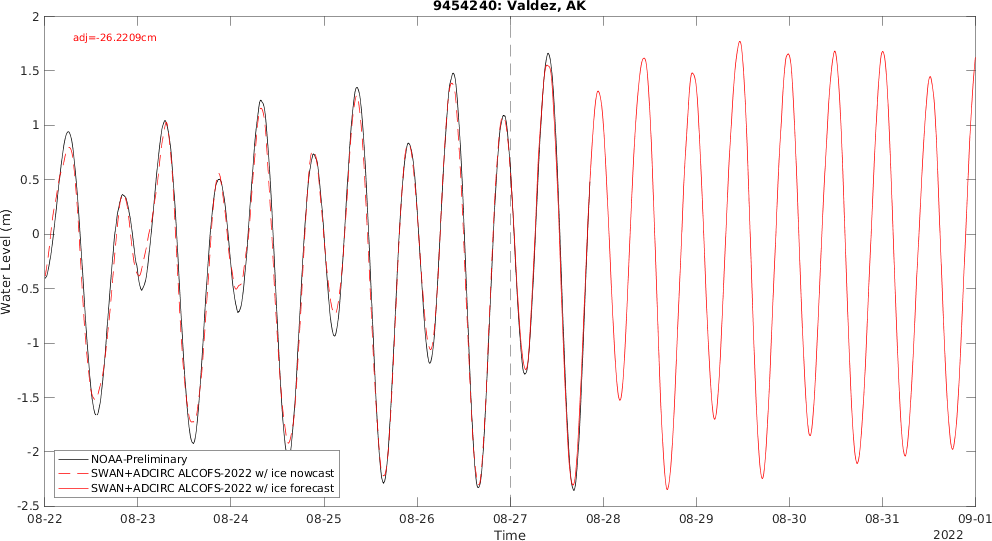 9454240: Valdez, AK
adj=-26.2209cm
2
1.5
1
0.5
0
-0.5
-1
-1.5
-2
-2.5
Water Level (m)
NOAA-Preliminary
SWAN+ADCIRC ALCOFS-2022 w/ ice nowcast
SWAN+ADCIRC ALCOFS-2022 w/ ice forecast
08-22 08-23 08-24 08-25 08-26 08-27 08-28 08-29 08-30 08-31 09-01
Time
2022